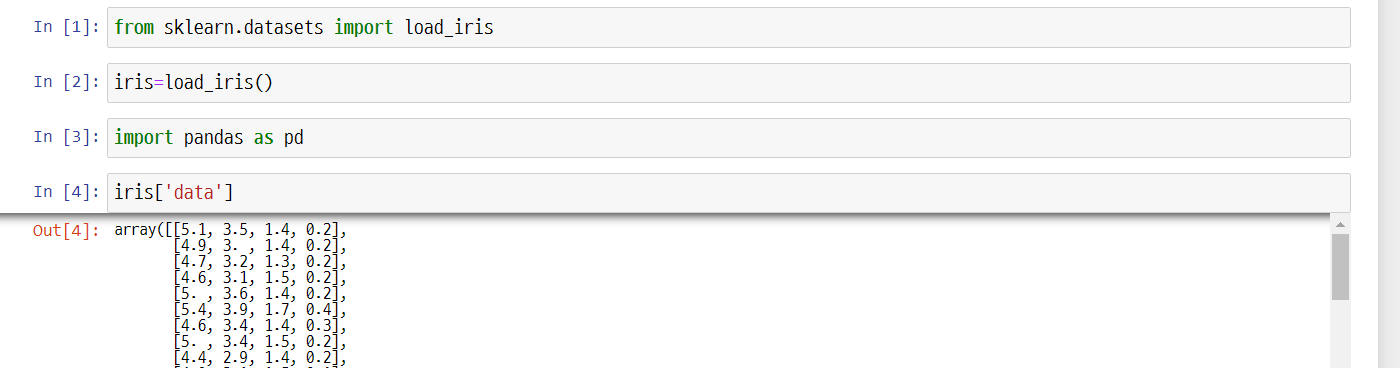 In [1]: from sklearn.datasets import load_iris
In [2]: iris=load_iris()
In [3]: import pandas as pd
In [4]: iris['data']
Out[4]: array([[5.1, 3.5, 1.4, 0.2],
[4.9, 3. , 1.4, 0.2],
[4.7, 3.2, 1.3, 0.2],
[4.6, 3.1, 1.5, 0.2],
[5. , 3.6, 1.4, 0.2],
[5.4, 3.9, 1.7, 0.4],
[4.6, 3.4, 1.4, 0.3],
[5. , 3.4, 1.5, 0.2],
[4.4, 2.9, 1.4, 0.2],